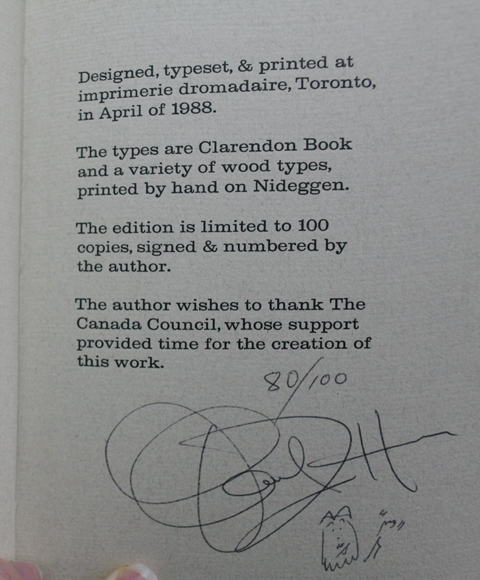 Designed, typeset, & printed at
imprimerie dromadaire, Toronto,
in April of 1988.
The types are Clarendon Book
and a variety of wood types,
printed by hand on Nideggen.
The edition is limited to 100
copies, signed & numbered by
the author.
The author wishes to thank The
Canada Council, whose support
provided time for the creation of
this work.
80/100